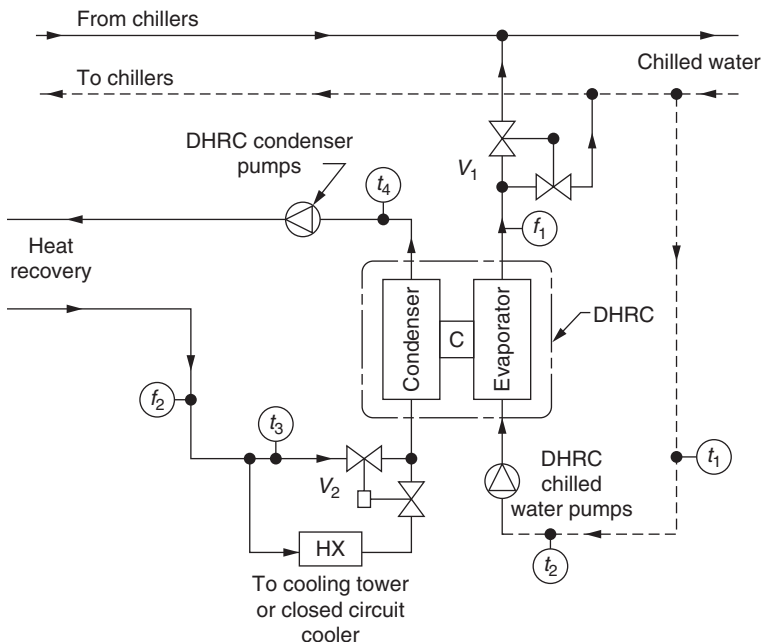 From chillers
To chillers
Chilled water
DHRC condenser
pumps
V1
t4
f1
Heat
recovery
Condenser
C
Evaporator
DHRC
f2
t3
V2
DHRC
chilled
water pumps
t1
t2
HX
To cooling tower
or closed circuit
cooler